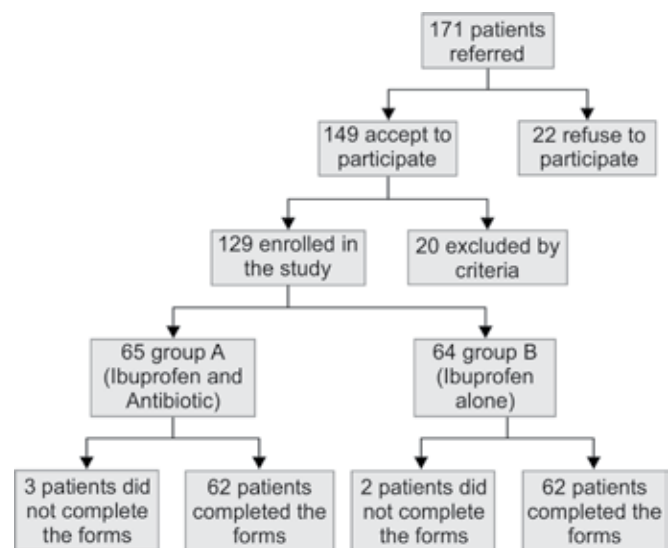 171 patients
referred
149 accept to
participate
22 refuse to
participate
129 enrolled in
the study
20 excluded by
criteria
65 group A
(Ibuprofen and
Antibiotic)
64 group B
(Ibuprofen
alone)
3 patients did
not complete
the forms
62 patients
completed the
forms
2 patients did
not complete
the forms
62 patients
completed the
forms